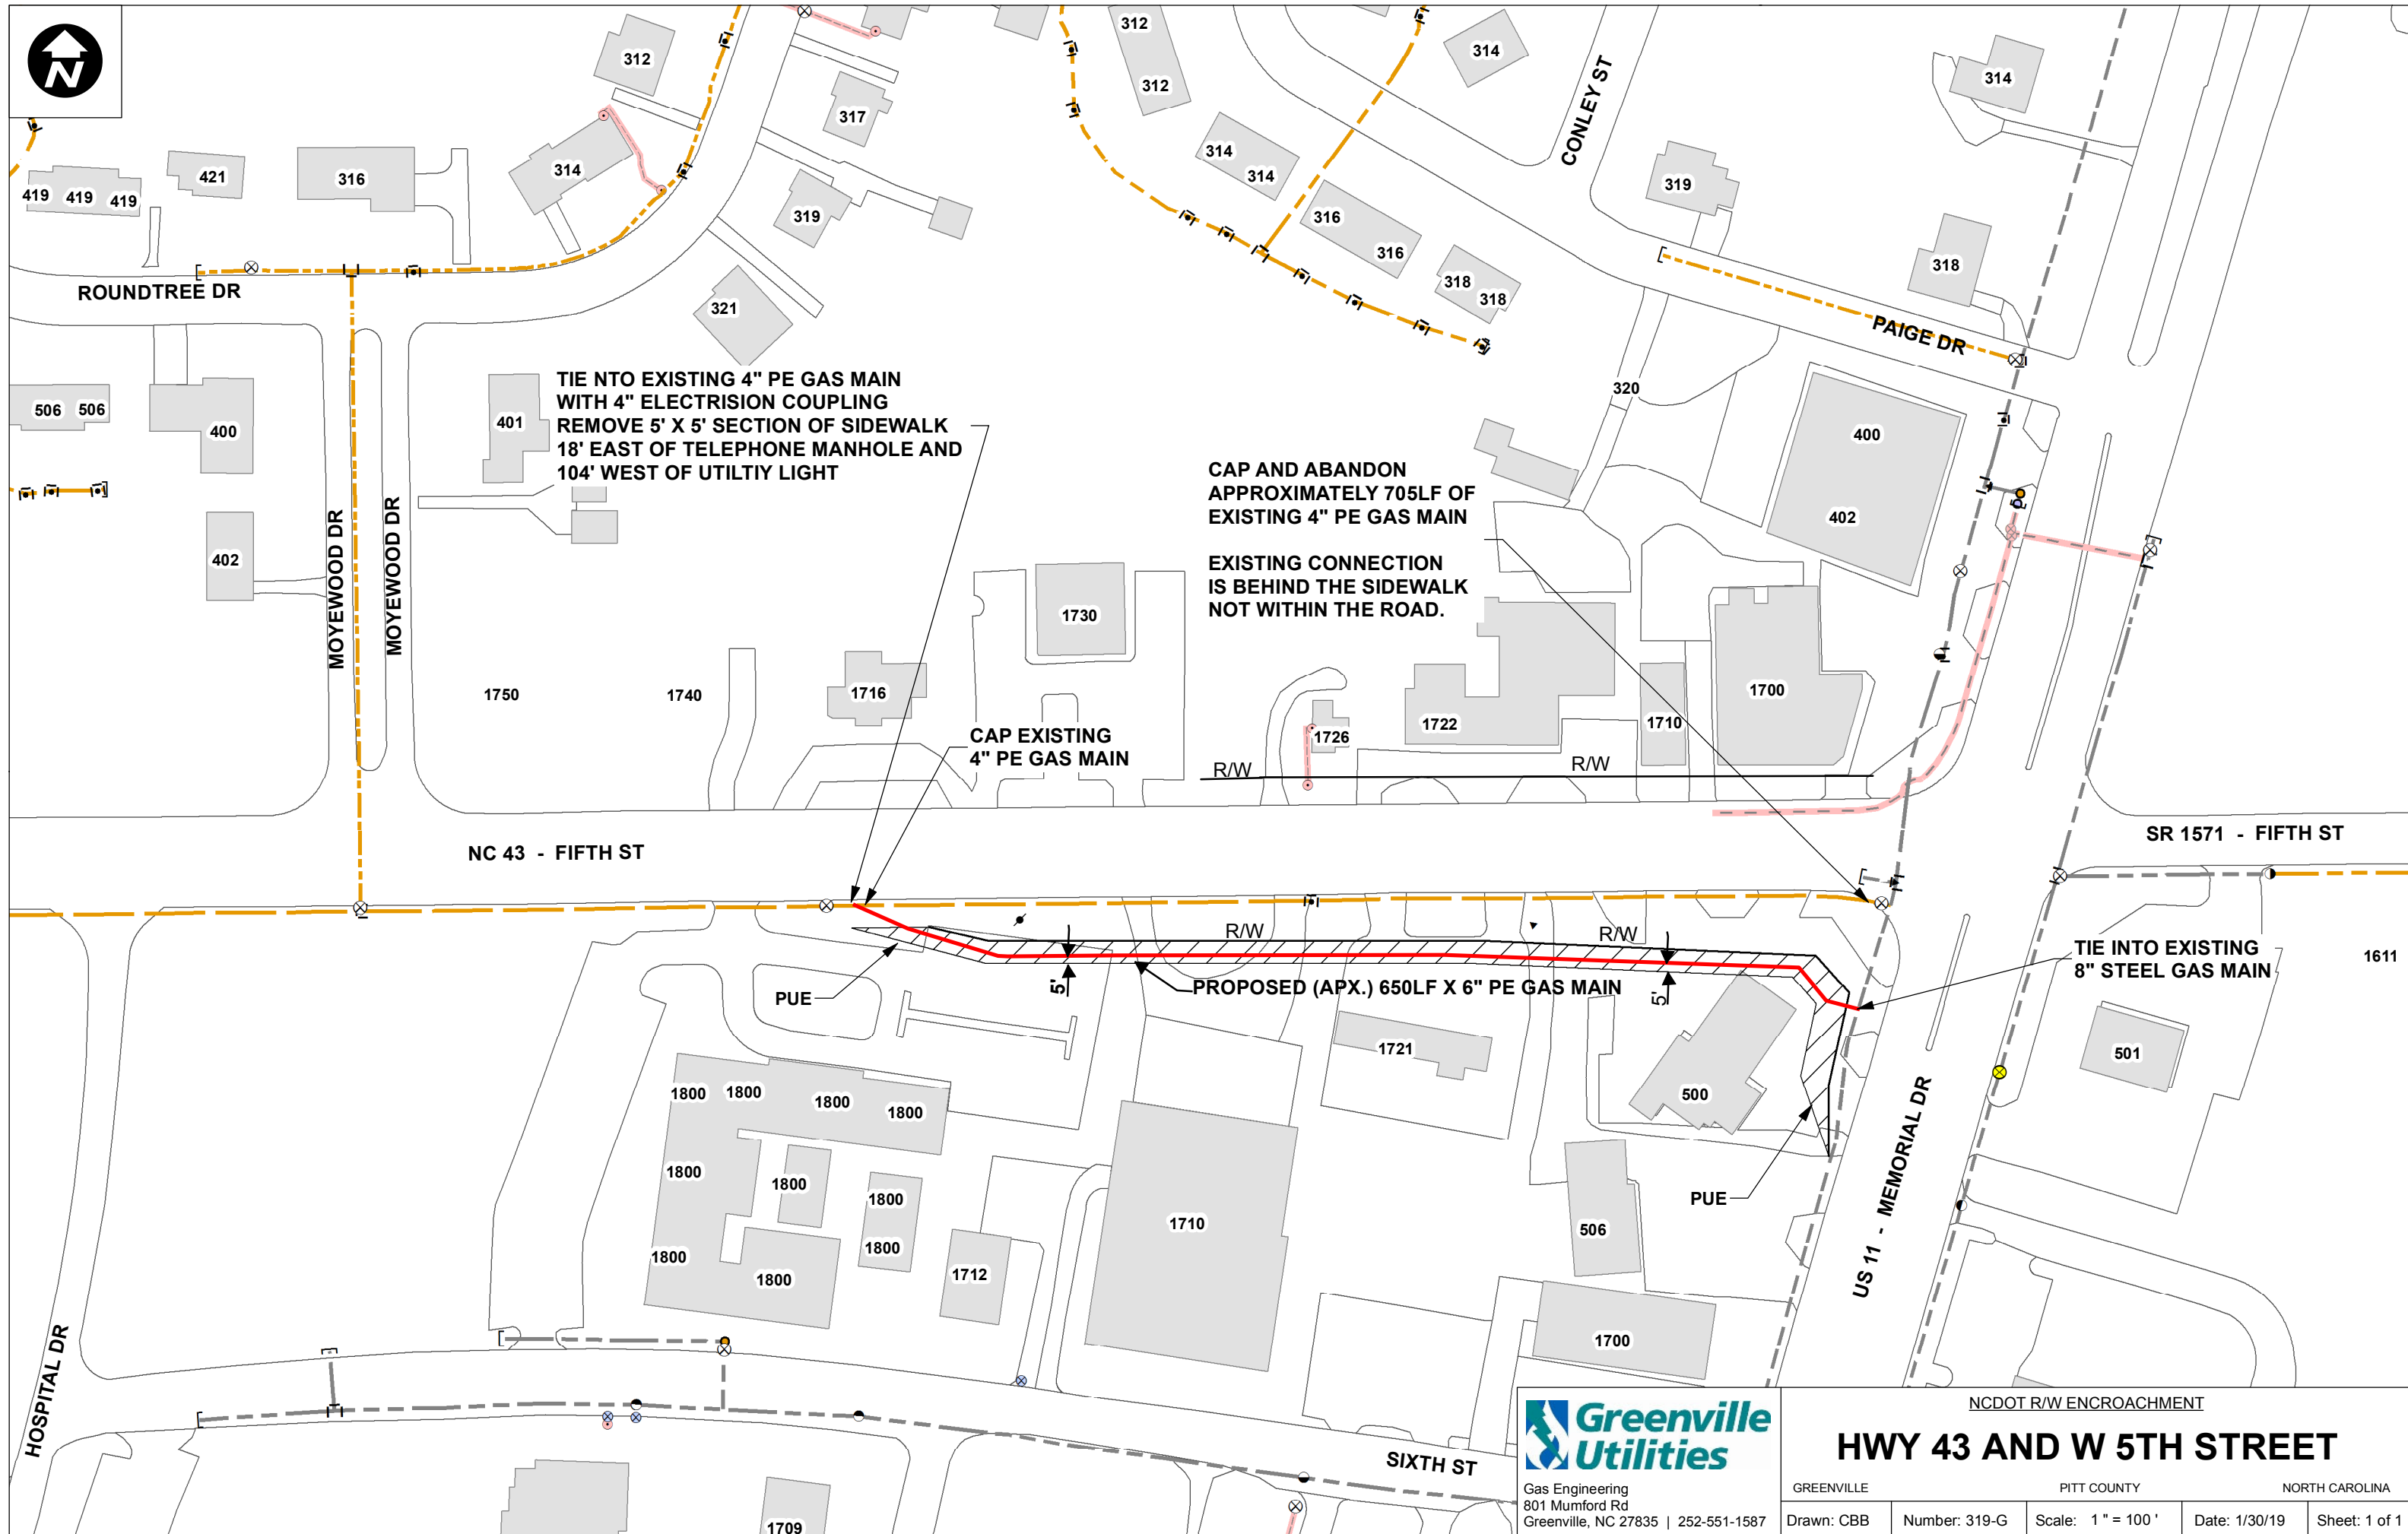 N
312
312
312
314
314
317
314
421
316
314
314
314
319
419
419
419
319
316
316
318
318
318
CONLEY ST
ROUNDTREE DR
321
PAIGE DR
320
TIE NTO EXISTING 4" PE GAS MAIN
WITH 4" ELECTRISION COUPLING
REMOVE 5' X 5' SECTION OF SIDEWALK
18' EAST OF TELEPHONE MANHOLE AND
104' WEST OF UTILTIY LIGHT
506
506
400
401
402
MOYEWOOD DR
MOYEWOOD DR
CAP AND ABANDON
APPROXIMATELY 705LF OF
EXISTING 4" PE GAS MAIN
EXISTING CONNECTION
IS BEHIND THE SIDEWALK
NOT WITHIN THE ROAD.
400
402
1730
1750
1740
1716
1726
1722
1710
1700
CAP EXISTING
4" PE GAS MAIN
R/W
R/W
NC 43 - FIFTH ST
SR 1571 - FIFTH ST
R/W
R/W
PUE
5'
PROPOSED (APX.) 650LF X 6" PE GAS MAIN
5'
TIE INTO EXISTING
8" STEEL GAS MAIN
1611
1721
501
500
1800
1800
1800
1800
1800
1800
1800
1800
1800
1800
1712
1710
506
PUE
US 11 - MEMORIAL DR
1700
HOSPITAL DR
SIXTH ST
1709
Greenville
Utilities
Gas Engineering
801 Mumford Rd
Greenville, NC 27835 | 252-551-1587
NCDOT R/W ENCROACHMENT
HWY 43 AND W 5TH STREET
GREENVILLE
PITT COUNTY
NORTH CAROLINA
Drawn: CBB
Number: 319-G
Scale: 1 " = 100 '
Date: 1/30/19
Sheet: 1 of 1